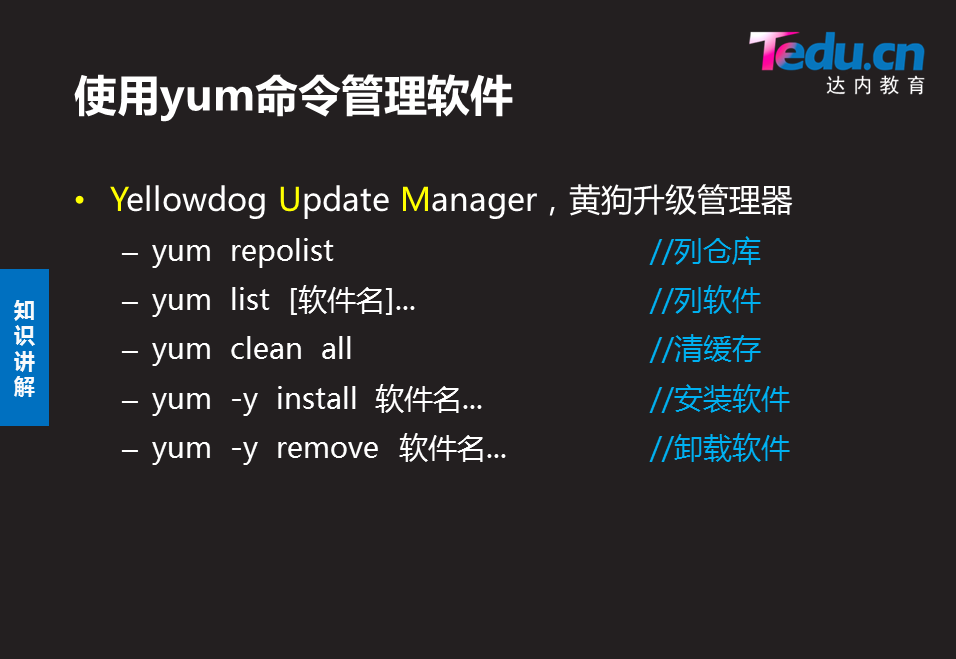 Tedu.cn
达内教育
使用yum命令管理软件
• Yellowdog Update Manager，黄狗升级管理器
– yum repolist //列仓库
– yum list [软件名]... //列软件
– yum clean all //清缓存
– yum -y install 软件名... //安装软件
– yum -y remove 软件名... //卸载软件
知识讲解